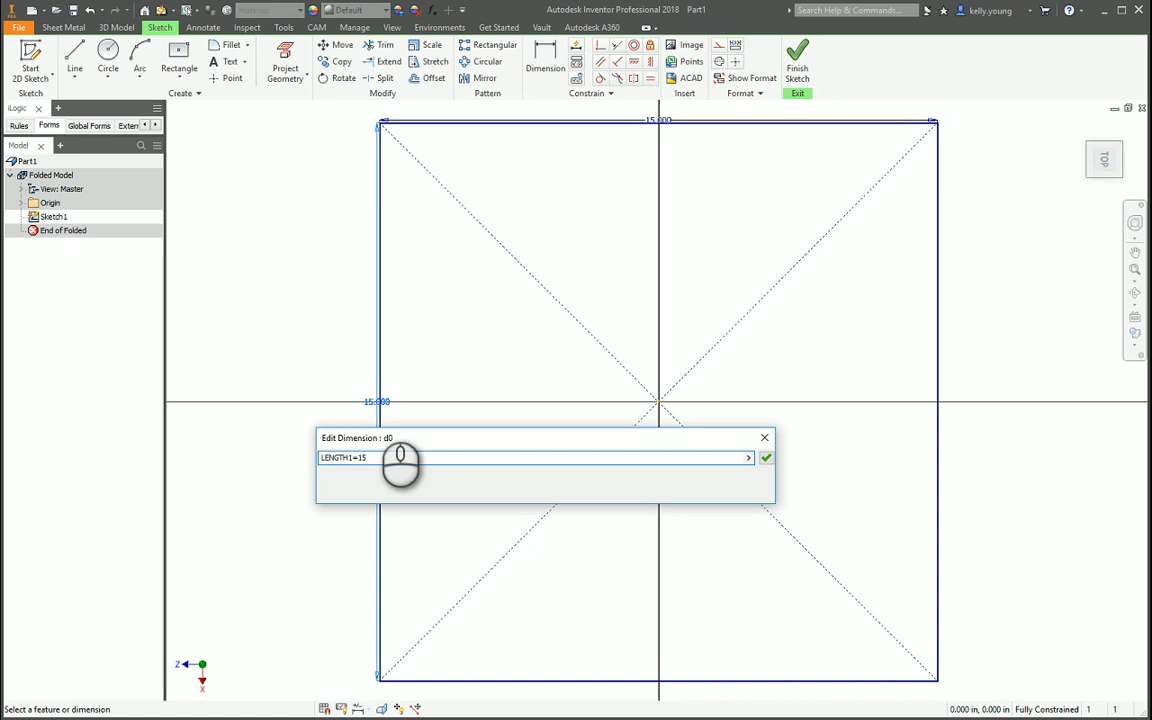 Material
Default
Autodesk Inventor Professional 2018 Part1
Search Help & Commands...
kelly.young
File Sheet Metal 3D Model Sketch Annotate Inspect Tools CAM Manage View Environments Get Started Vault Autodesk A360
Start
2D Sketch
Line
Circle
Arc
Rectangle
Fillet
Text
Point
Project
Geometry
Move Trim Scale
Copy Extend Stretch
Rotate Split Offset
Rectangular
Circular
Mirror
Dimension
Image
Points
ACAD
Show Format
Finish
Sketch
Sketch Create Modify Pattern Constrain Insert Format Exit
iLogic
Rules Forms Global Forms Extern
Model
Part1
Folded Model
View: Master
Origin
Sketch1
End of Folded
15.000
TOP
15.000
Edit Dimension : d0
LENGTH1=15
Z
X
Select a feature or dimension
0.000 in, 0.000 in Fully Constrained 1 1